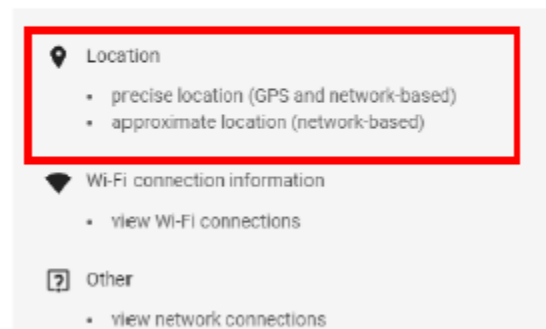 Location
• precise location (GPS and network-based)
• approximate location (network-based)
Wi-Fi connection information
• view Wi-Fi connections
Other
• view network connections